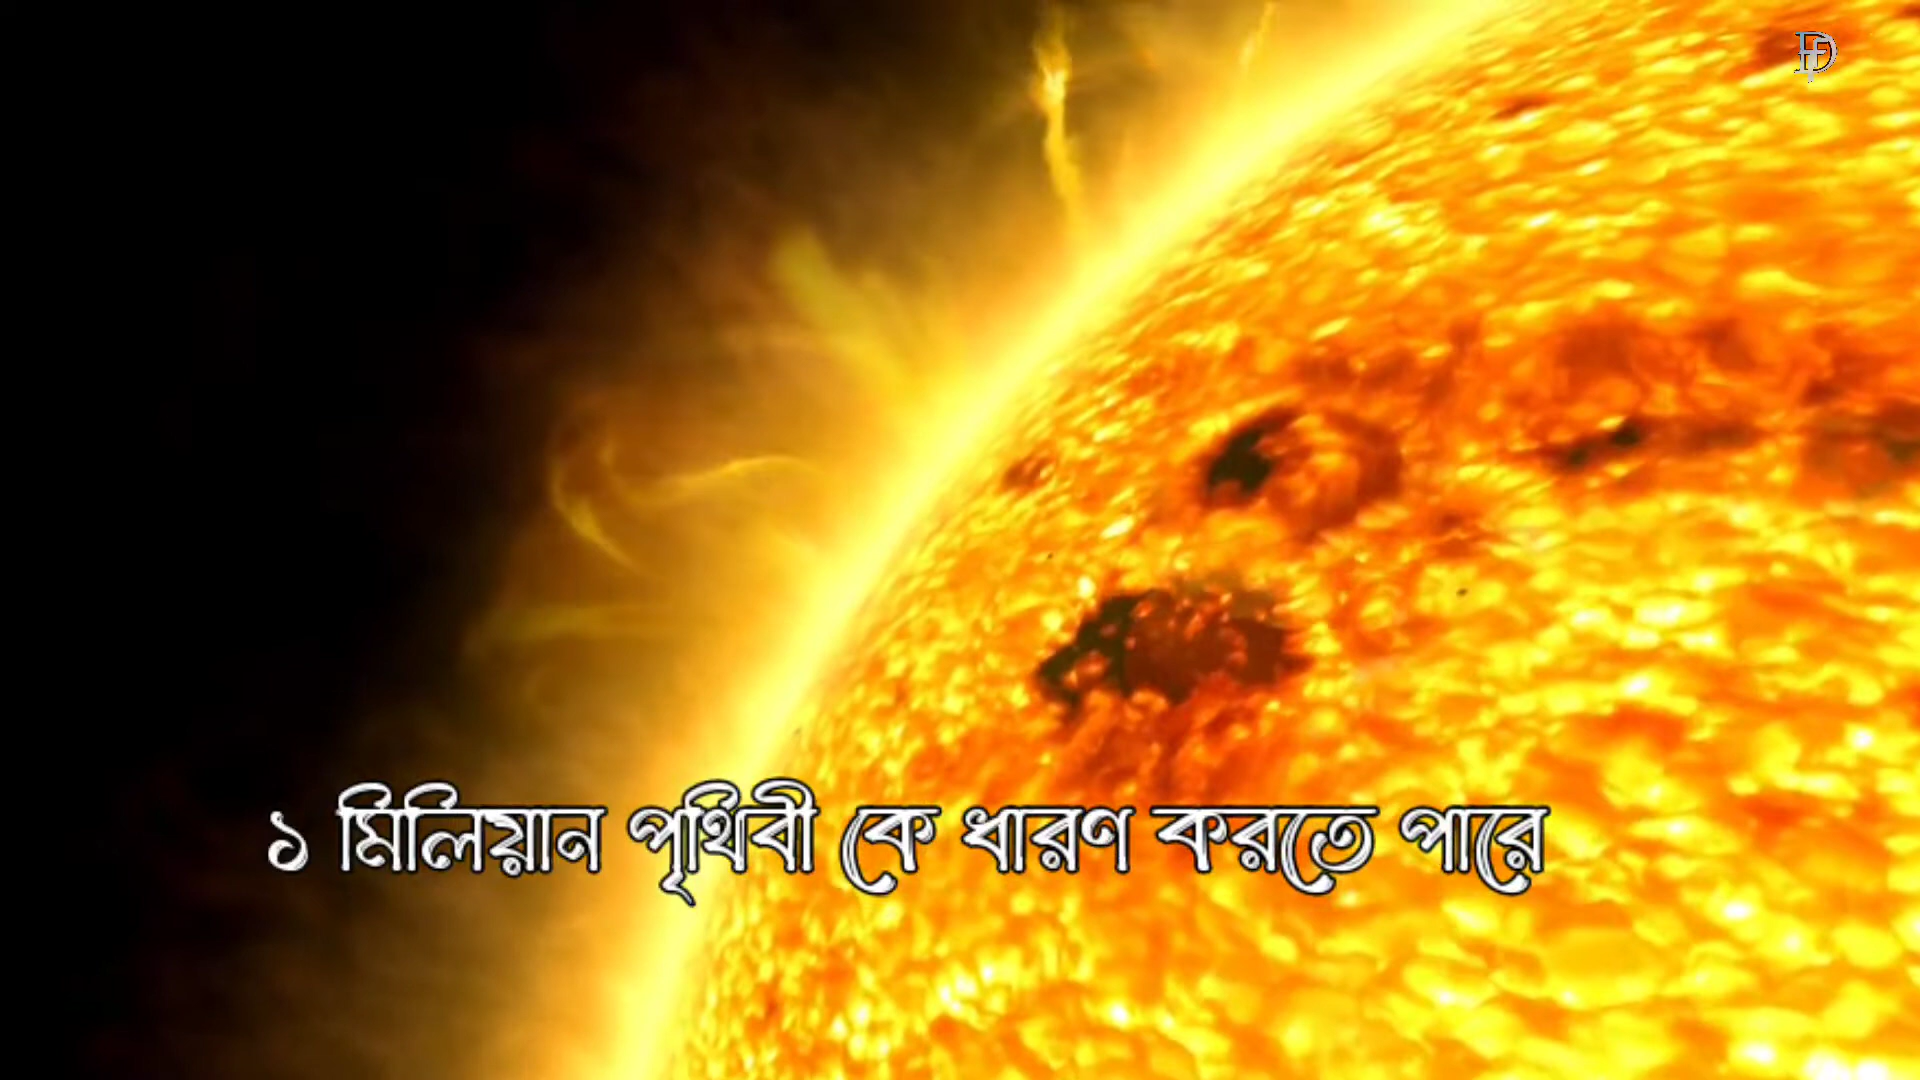 ১ মিলিয়ান পৃথিবী কে ধারণ করতে পারে